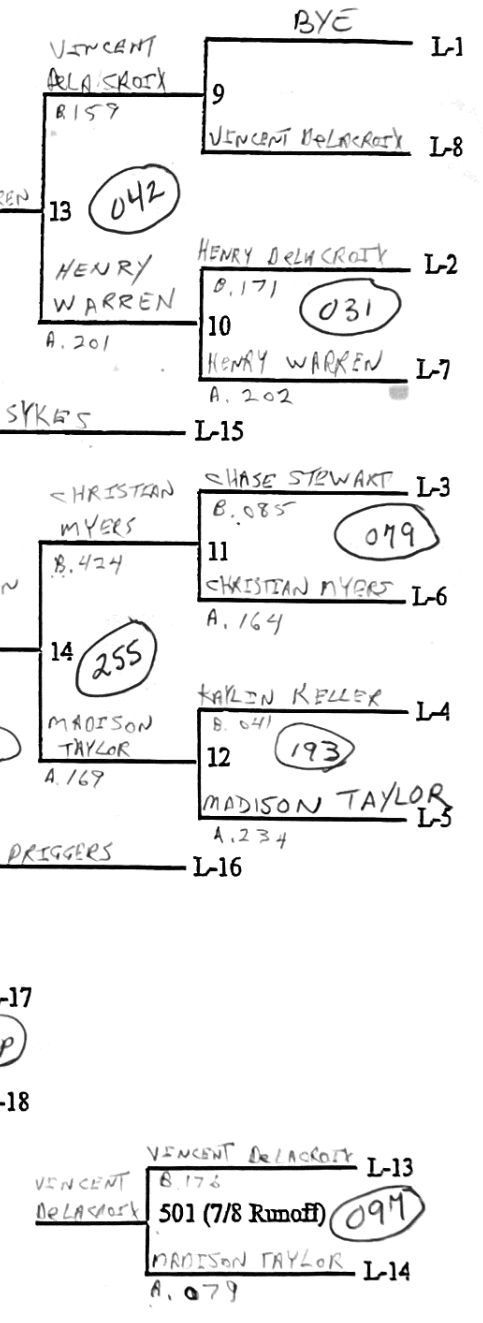 BYE
L-1
VINCENT
DELACROIX
9
B 159
VINCENT DELACROIX
L-8
13
042
HENRY DELACROIX
L-2
HENRY
WARREN
B. 171
031
10
A. 201
HENRY WARREN
L-7
A. 202
SYKES
L-15
CHASE STEWART
L-3
CHRISTIAN
MYERS
B. 085
079
B. 424
11
CHRISTIAN MYERS
L-6
A. 164
14
255
KAYLIN KELLER
L-4
MADISON
TAYLOR
B. 041
193
12
A. 169
MADISON TAYLOR
L-5
A. 234
DRIGGERS
L-16
-17
-18
VINCENT DELACROIX
L-13
VINCENT
DELACROIX
B. 176
501 (7/8 Runoff)
097
MADISON TAYLOR
L-14
A. 079